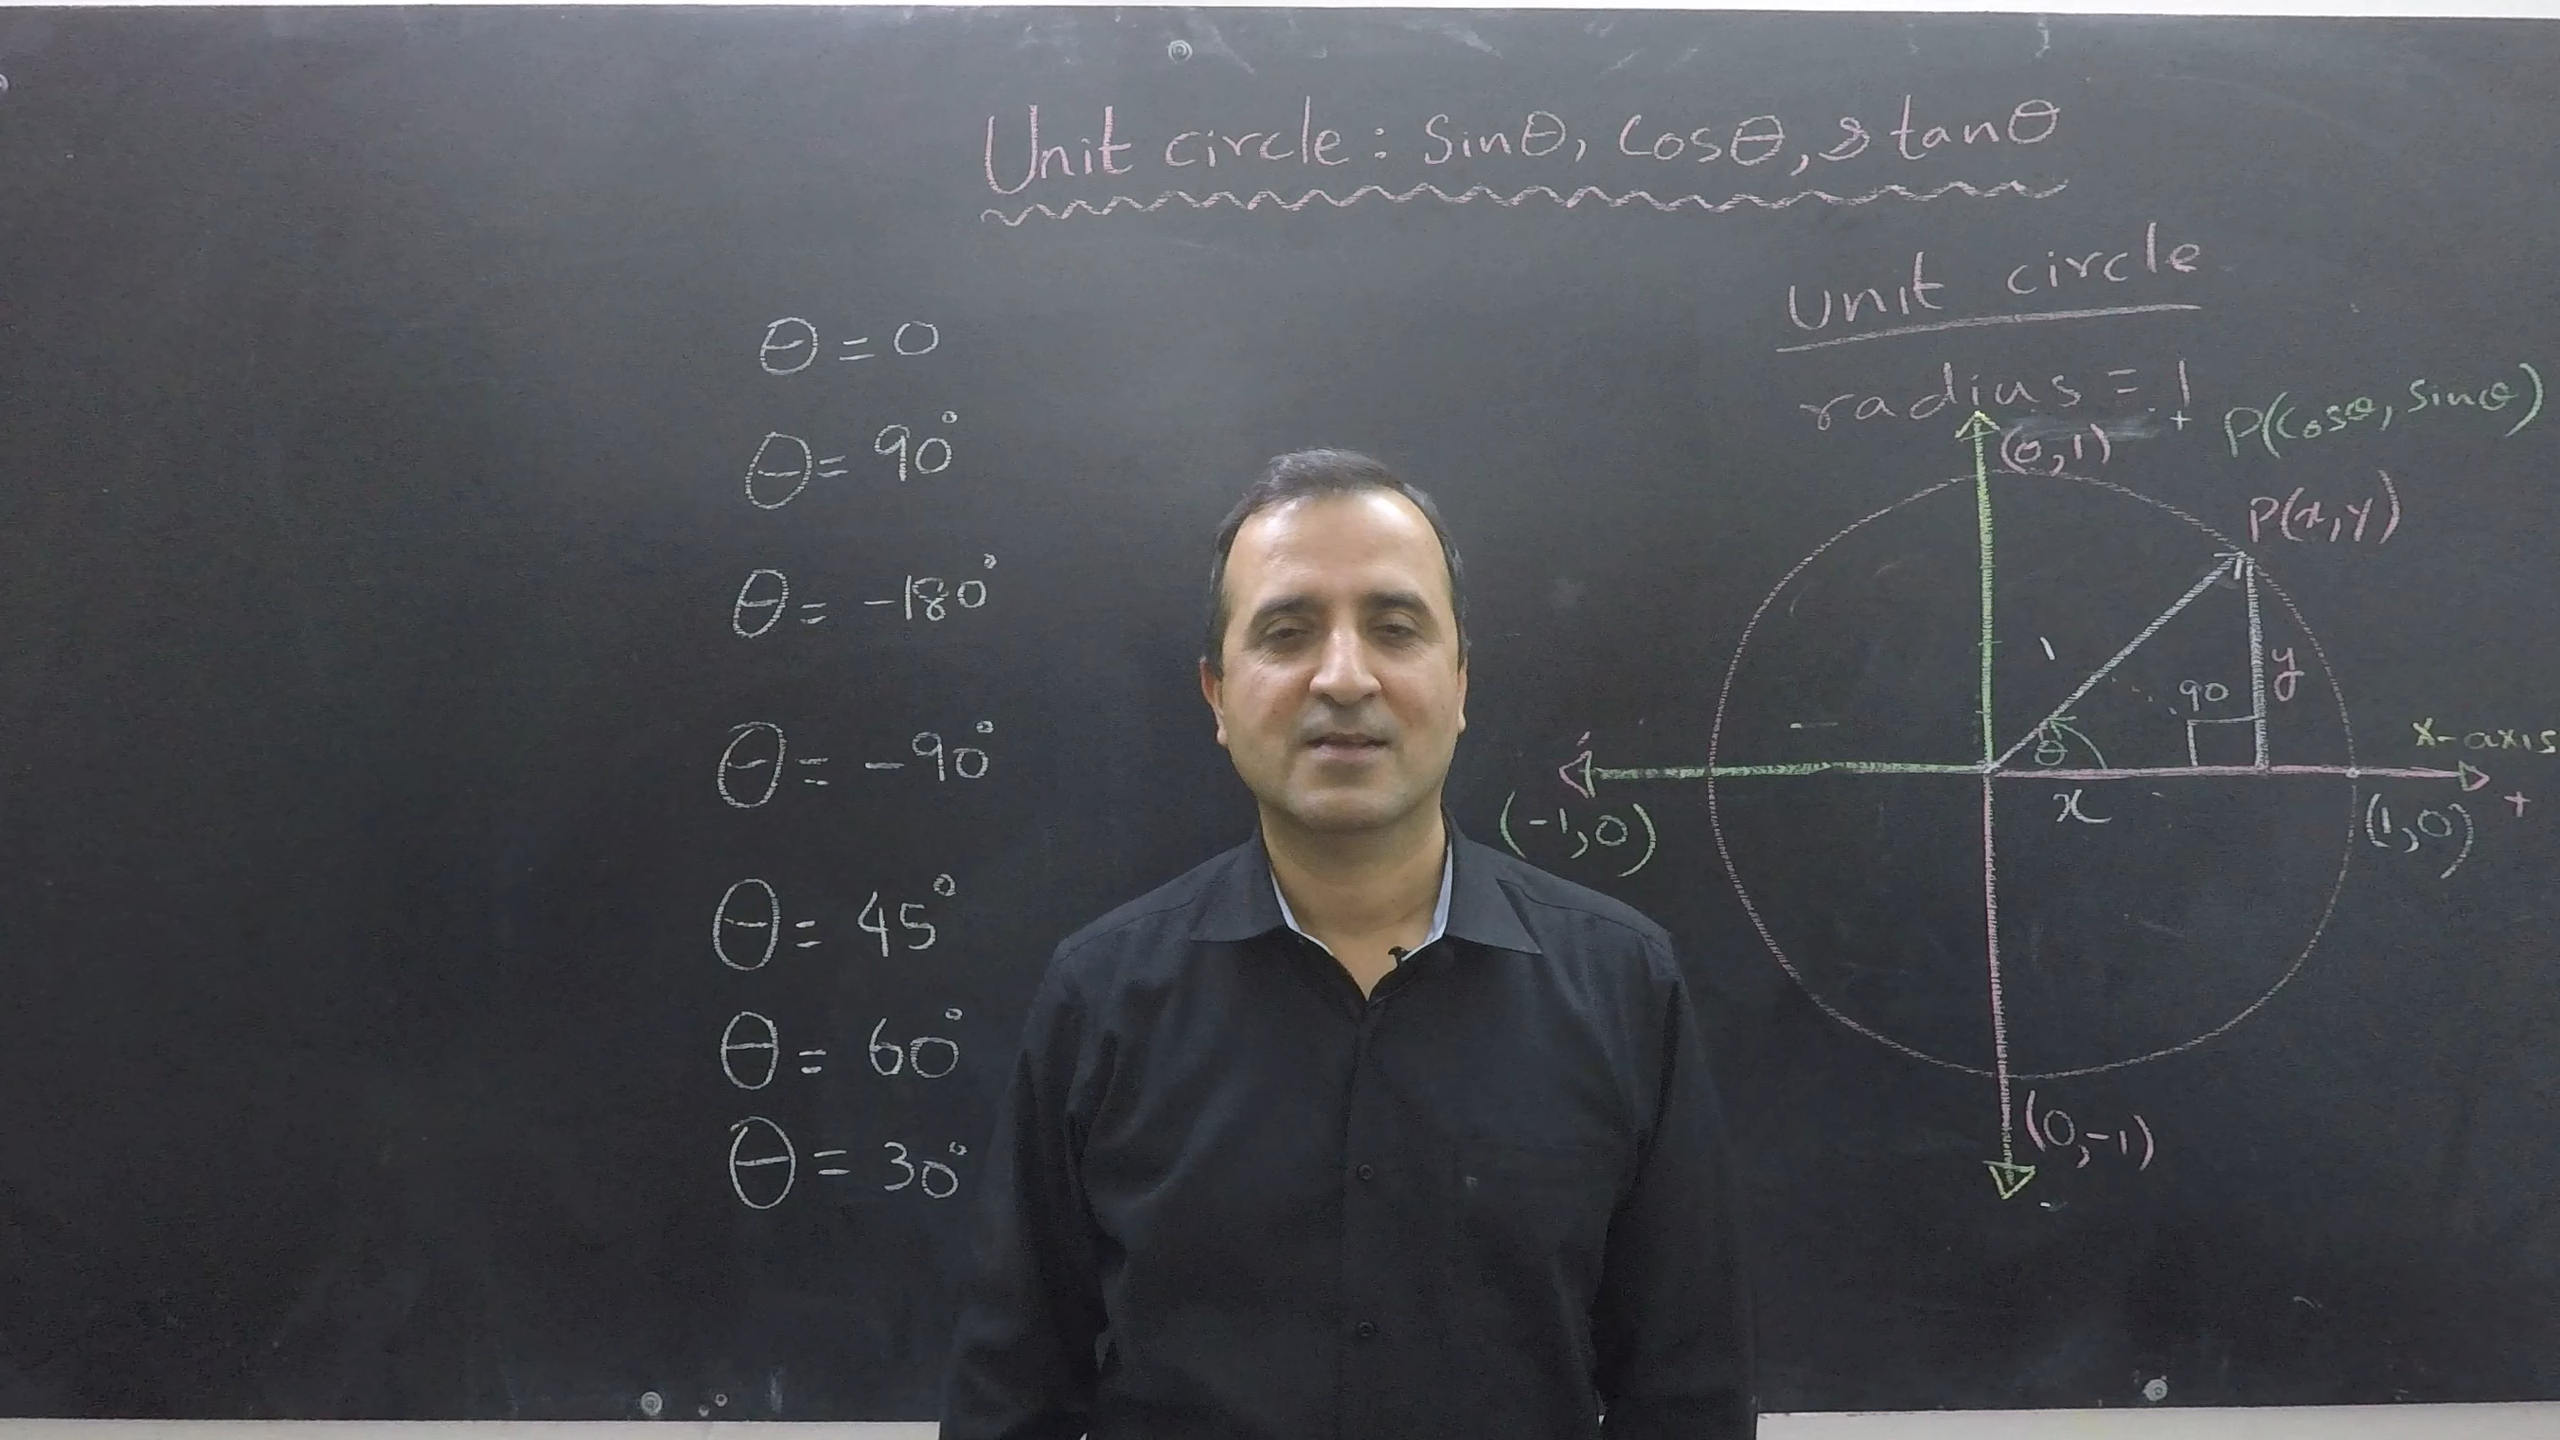 Unit circle : Sinθ, Cosθ, & tanθ
θ = 0
θ = 90°
θ = -180°
θ = -90°
θ = 45°
θ = 60°
θ = 30°
unit circle
radius = 1
+
P(cosθ, sinθ)
(0,1)
P(x,y)
1
y
90
θ
-
x-axis
x
(-1,0)
(1,0)
+
(0,-1)
-